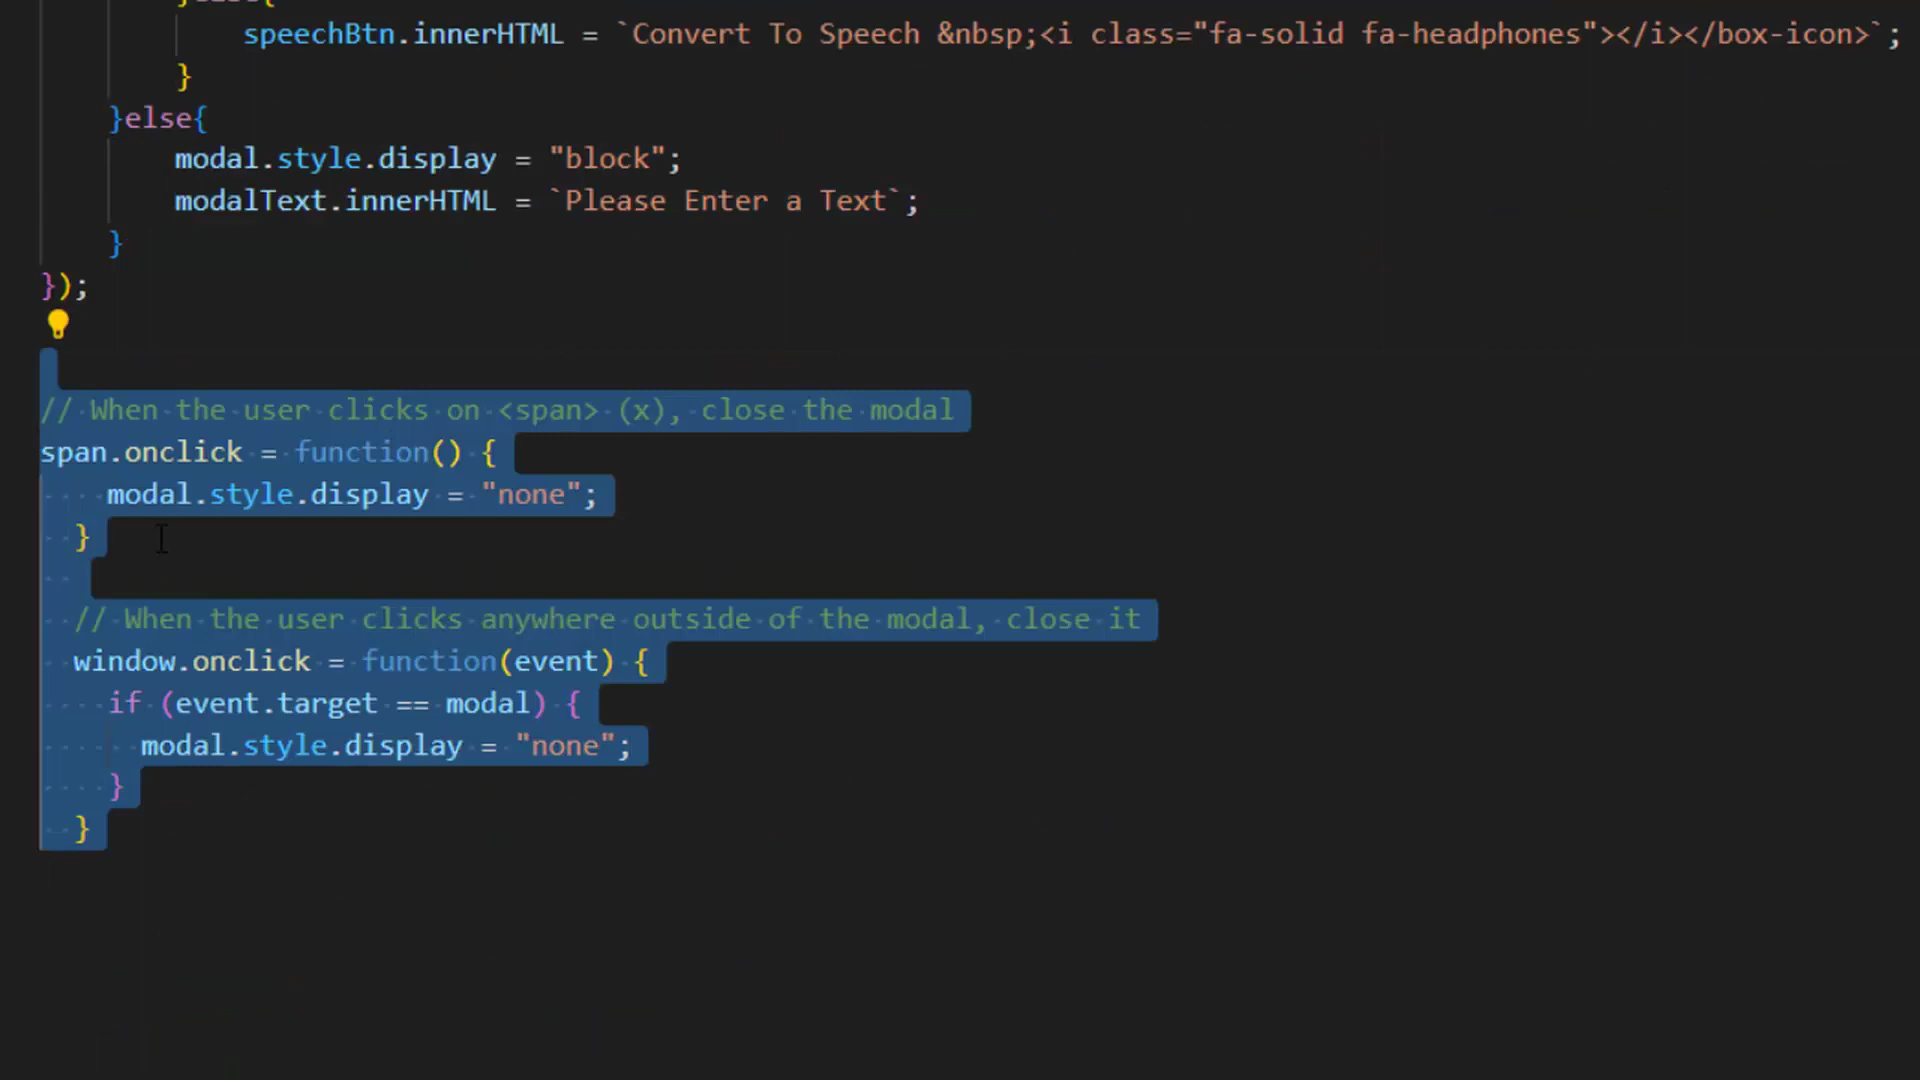 }else{
speechBtn.innerHTML = `Convert To Speech &nbsp;<i class="fa-solid fa-headphones"></i></box-icon>`;
}
}else{
modal.style.display = "block";
modalText.innerHTML = `Please Enter a Text`;
}
});
// When the user clicks on <span> (x), close the modal
span.onclick = function() {
modal.style.display = "none";
}
// When the user clicks anywhere outside of the modal, close it
window.onclick = function(event) {
if (event.target == modal) {
modal.style.display = "none";
}
}